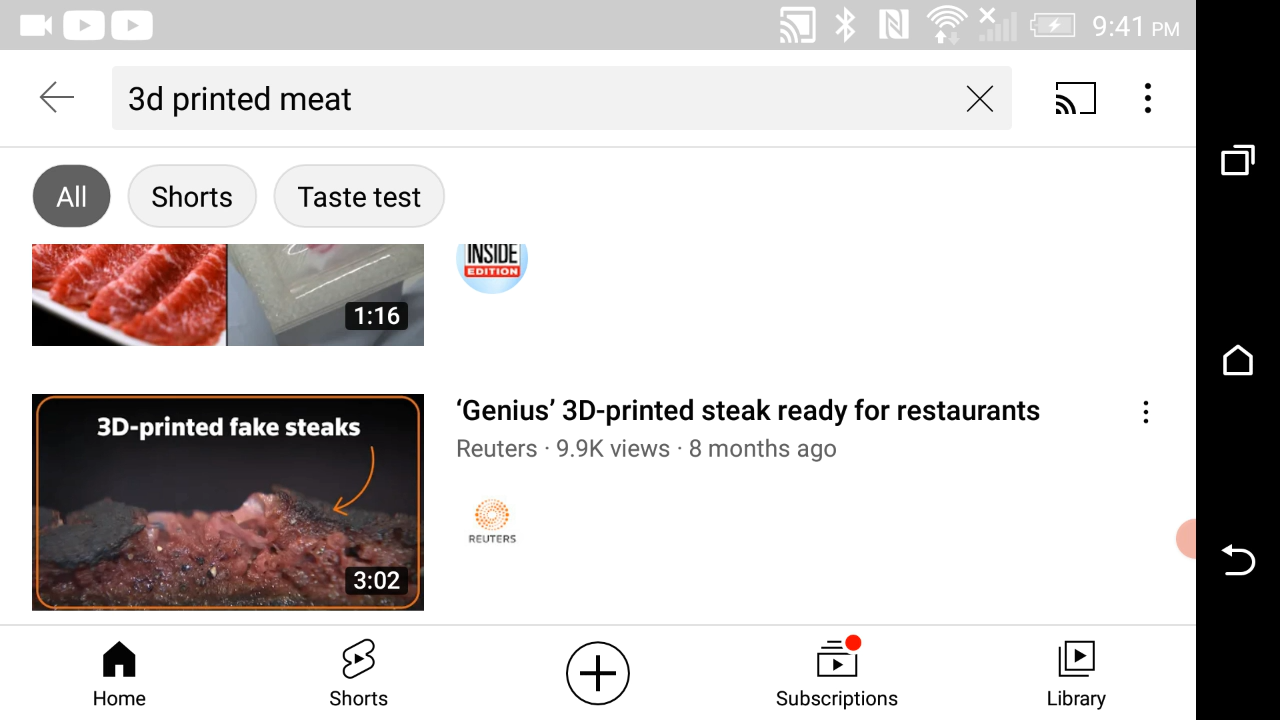 9:41 PM
3d printed meat
All
Shorts
Taste test
1:16
INSIDE
EDITION
3D-printed fake steaks
3:02
‘Genius’ 3D-printed steak ready for restaurants
Reuters · 9.9K views · 8 months ago
REUTERS
Home
Shorts
Subscriptions
Library